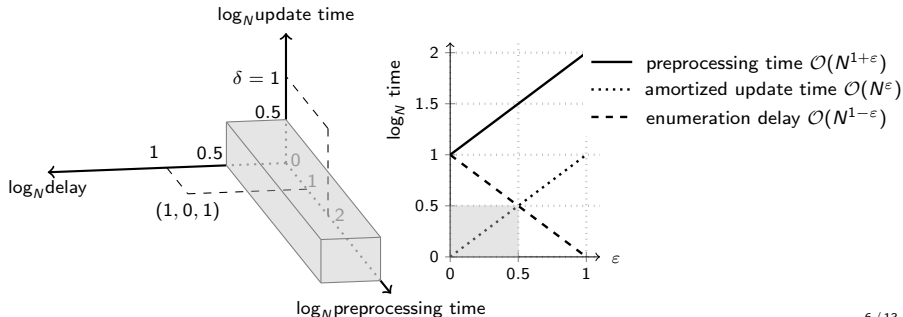 log_N update time
δ = 1
0.5
0
1
0.5
log_N delay
1
(1, 0, 1)
2
log_N preprocessing time
log_N time
2
1.5
1
0.5
0
0
0.5
1
ε
preprocessing time O(N^{1+ε})
amortized update time O(N^ε)
enumeration delay O(N^{1−ε})